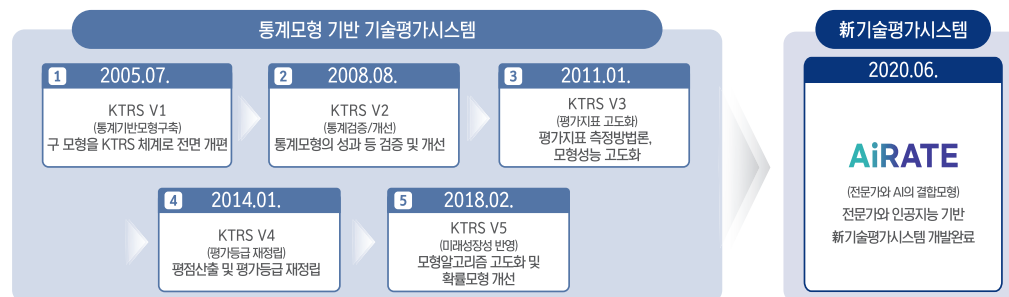 통계모형 기반 기술평가시스템
1 2005.07.
KTRS V1
(통계기반모형구축)
구 모형을 KTRS 체계로 전면 개편
2 2008.08.
KTRS V2
(통계검증/개선)
통계모형의 성과 등 검증 및 개선
3 2011.01.
KTRS V3
(평가지표 고도화)
평가지표 측정방법론,
모형성능 고도화
4 2014.01.
KTRS V4
(평가등급 재정립)
평점산출 및 평가등급 재정립
5 2018.02.
KTRS V5
(미래성장성 반영)
모형알고리즘 고도화 및
확률모형 개선
新기술평가시스템
2020.06.
AiRATE
(전문가와 AI의 결합모형)
전문가와 인공지능 기반
新기술평가시스템 개발완료